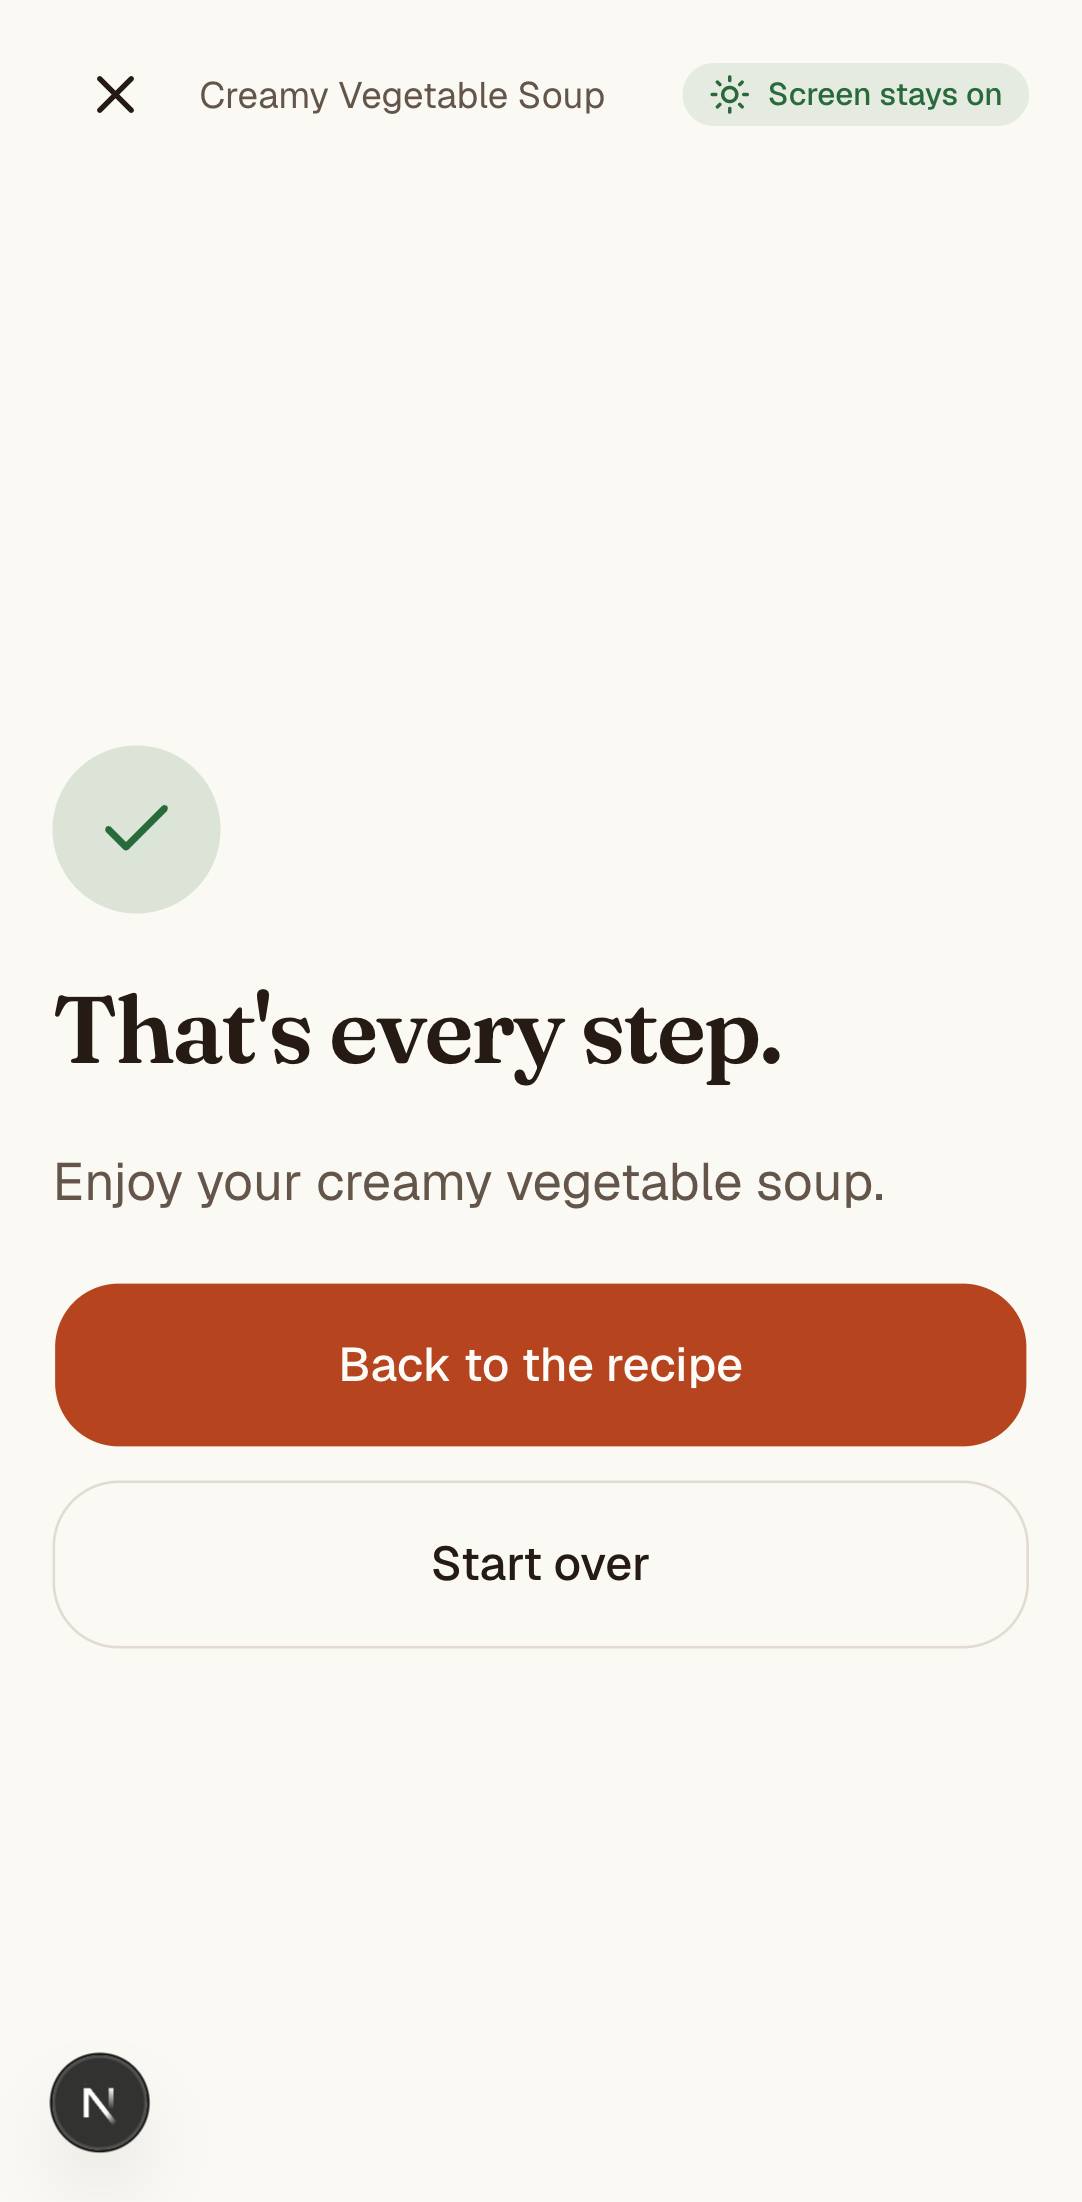 Creamy Vegetable Soup
Screen stays on
That's every step.
Enjoy your creamy vegetable soup.
Back to the recipe
Start over
N